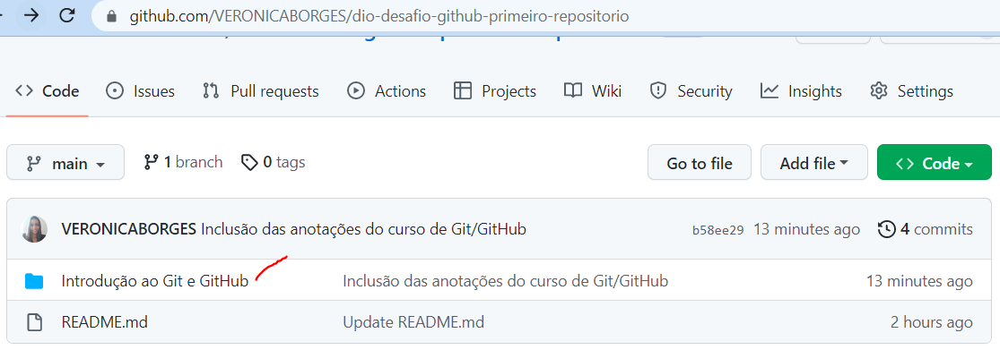 github.com/VERONICABORGES/dio-desafio-github-primeiro-repositorio
Code Issues Pull requests Actions Projects Wiki Security Insights Settings
main 1 branch 0 tags Go to file Add file Code
VERONICABORGES Inclusão das anotações do curso de Git/GitHub b58ee29 13 minutes ago 4 commits
Introdução ao Git e GitHub Inclusão das anotações do curso de Git/GitHub 13 minutes ago
README.md Update README.md 2 hours ago